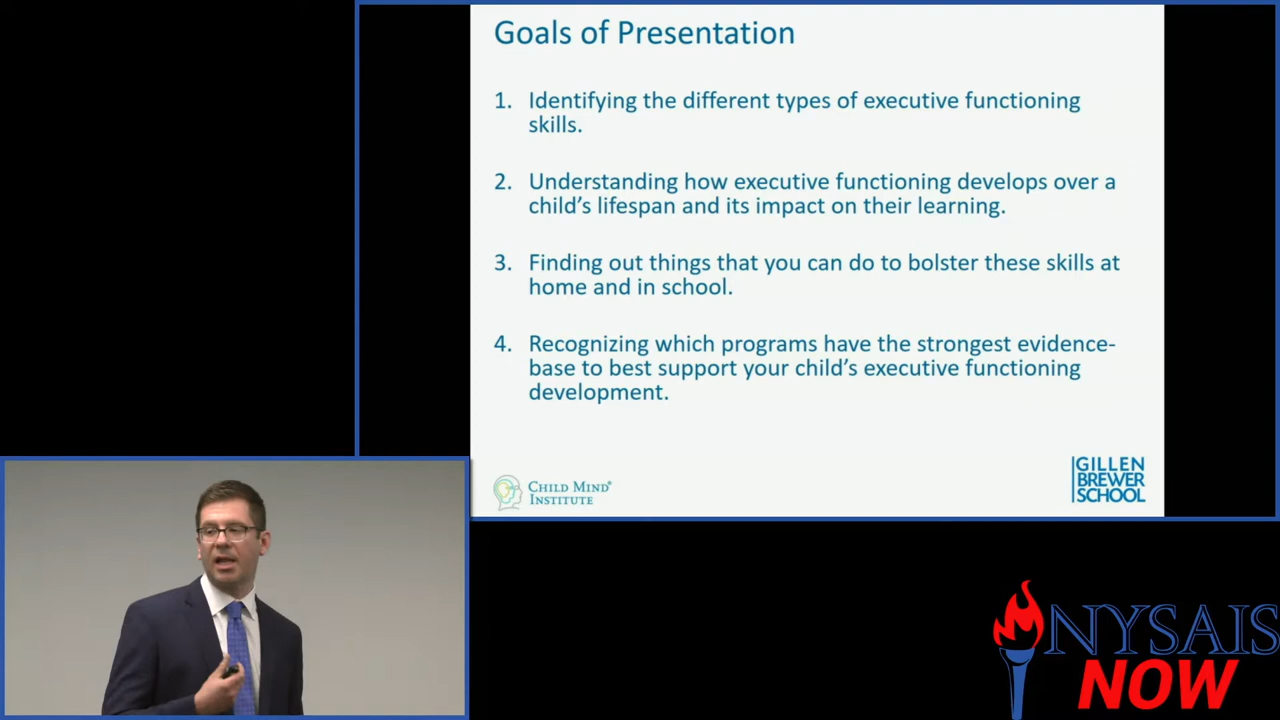 Goals of Presentation
1. Identifying the different types of executive functioning
skills.
2. Understanding how executive functioning develops over a
child's lifespan and its impact on their learning.
3. Finding out things that you can do to bolster these skills at
home and in school.
4. Recognizing which programs have the strongest evidence-
base to best support your child's executive functioning
development.
CHILD MIND®
INSTITUTE
GILLEN
BREWER
SCHOOL
NYSAIS
NOW